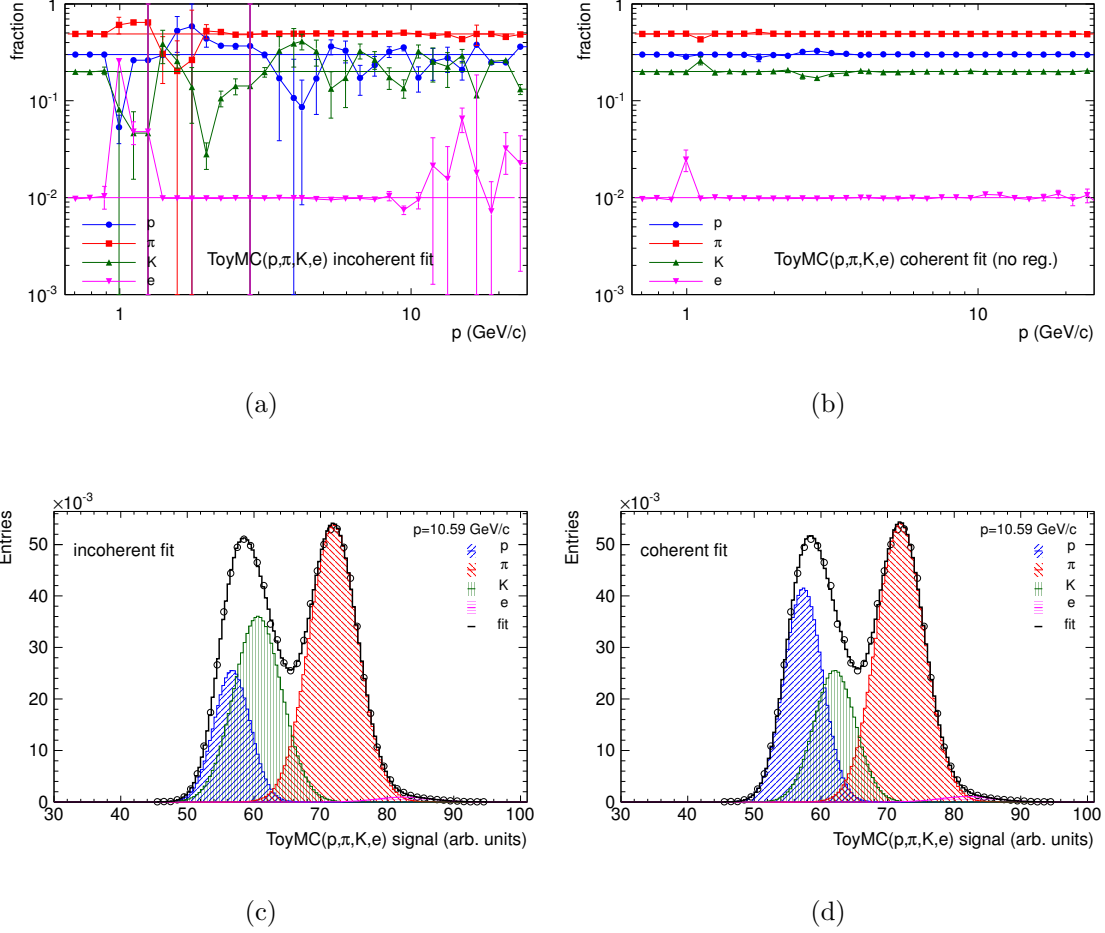 fraction
1
10⁻¹
10⁻²
10⁻³
p
π
K
e
ToyMC(p,π,K,e) incoherent fit
1
10
p (GeV/c)
(a)
fraction
1
10⁻¹
10⁻²
10⁻³
p
π
K
e
ToyMC(p,π,K,e) coherent fit (no reg.)
1
10
p (GeV/c)
(b)
×10⁻³
Entries
50
40
30
20
10
0
incoherent fit
p=10.59 GeV/c
p
π
K
e
fit
30 40 50 60 70 80 90 100
ToyMC(p,π,K,e) signal (arb. units)
(c)
×10⁻³
Entries
50
40
30
20
10
0
coherent fit
p=10.59 GeV/c
p
π
K
e
fit
30 40 50 60 70 80 90 100
ToyMC(p,π,K,e) signal (arb. units)
(d)